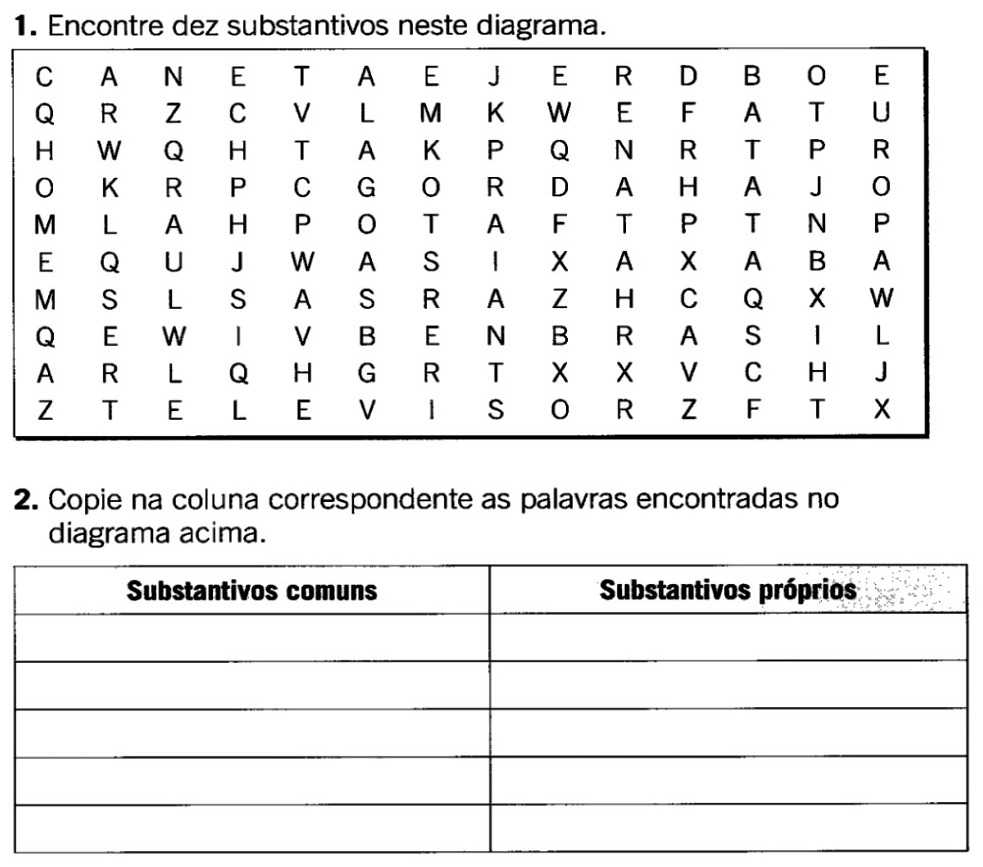 1. Encontre dez substantivos neste diagrama.
C A N E T A E J E R D B O E
Q R Z C V L M K W E F A T U
H W Q H T A K P Q N R T P R
O K R P C G O R D A H A J O
M L A H P O T A F T P T N P
E Q U J W A S I X A X A B A
M S L S A S R A Z H C Q X W
Q E W I V B E N B R A S I L
A R L Q H G R T X X V C H J
Z T E L E V I S O R Z F T X
2. Copie na coluna correspondente as palavras encontradas no
diagrama acima.
Substantivos comuns Substantivos próprios